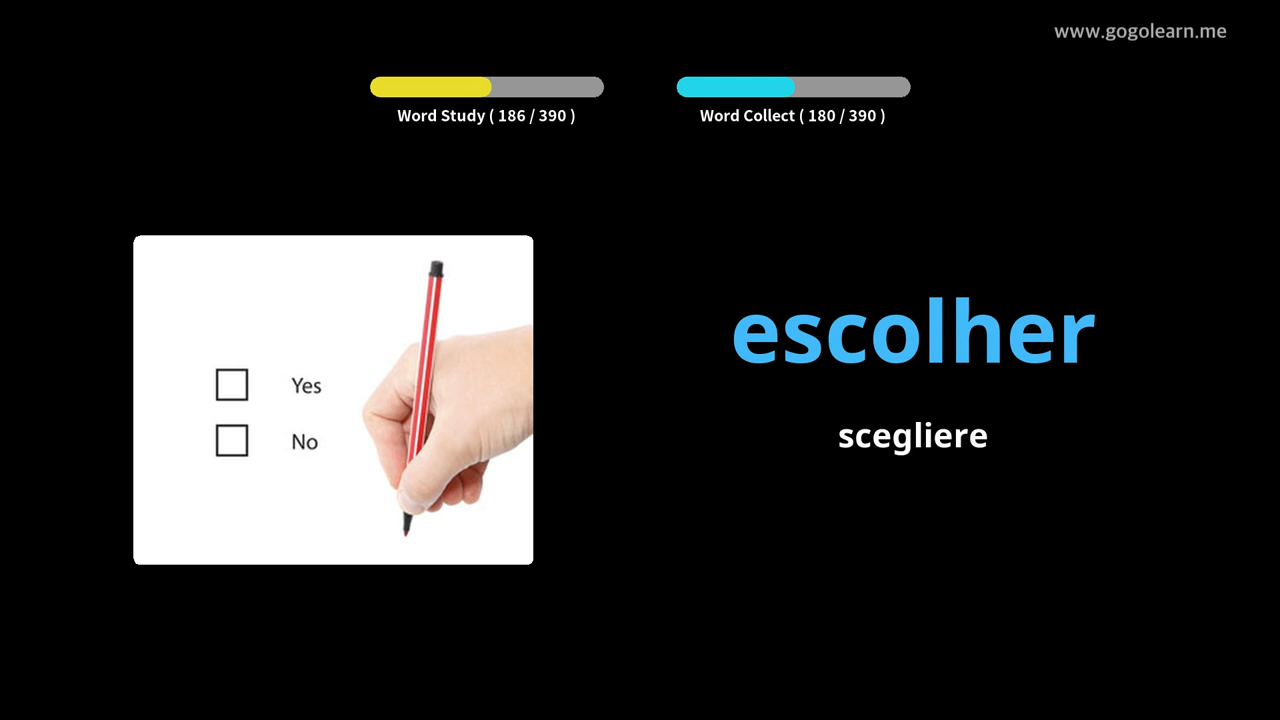 www.gogolearn.me
Word Study ( 186 / 390 )
Word Collect ( 180 / 390 )
Yes
No
escolher
scegliere